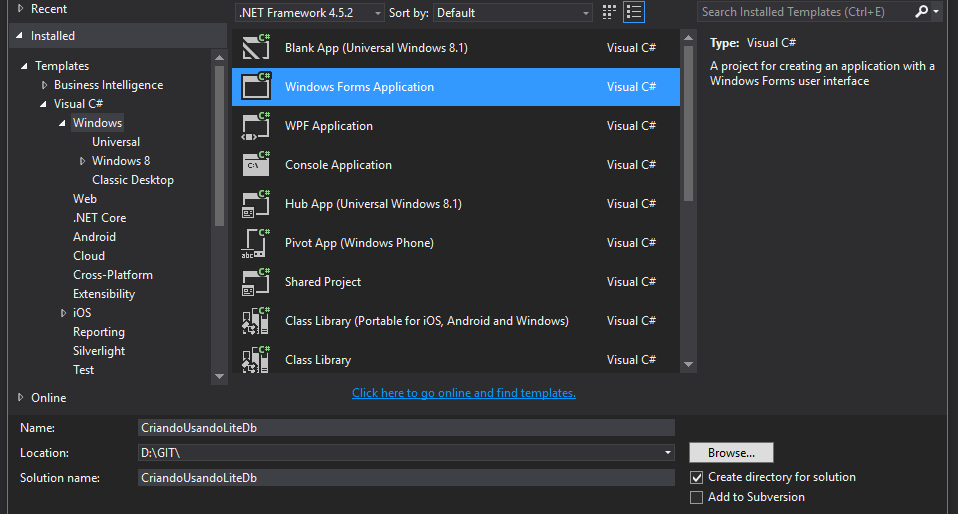 Recent
.NET Framework 4.5.2
Sort by: Default
Search Installed Templates (Ctrl+E)
Installed
Templates
Business Intelligence
Visual C#
Windows
Universal
Windows 8
Classic Desktop
Web
.NET Core
Android
Cloud
Cross-Platform
Extensibility
iOS
Reporting
Silverlight
Test
Online
C# Blank App (Universal Windows 8.1) Visual C#
C# Windows Forms Application Visual C#
C# WPF Application Visual C#
C# C:\ Console Application Visual C#
C# Hub App (Universal Windows 8.1) Visual C#
C# abc Pivot App (Windows Phone) Visual C#
C# Shared Project Visual C#
C# Class Library (Portable for iOS, Android and Windows) Visual C#
C# Class Library Visual C#
Click here to go online and find templates.
Type: Visual C#
A project for creating an application with a
Windows Forms user interface
Name: CriandoUsandoLiteDb
Location: D:\GIT\
Browse...
Solution name: CriandoUsandoLiteDb
Create directory for solution
Add to Subversion